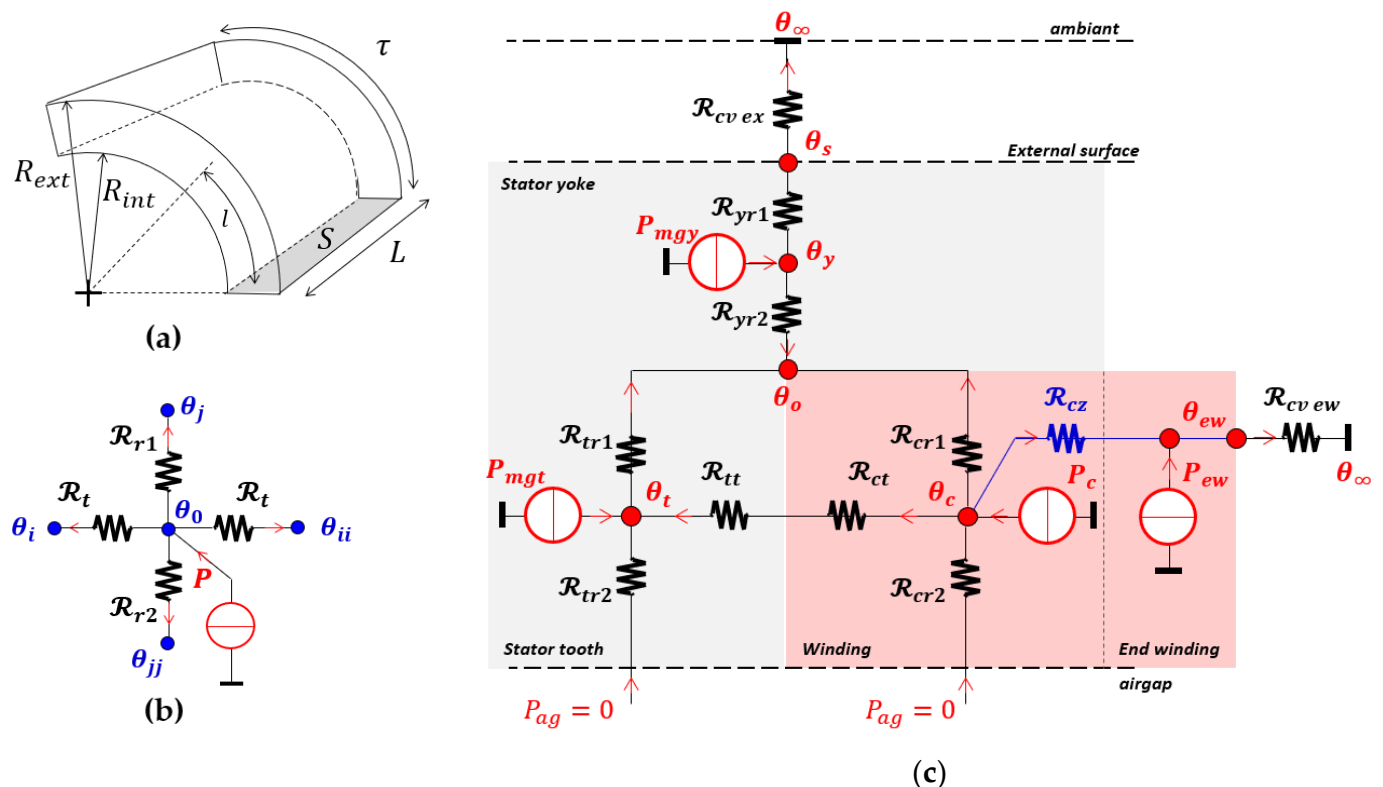 τ
R_ext
R_int
l
S
L
(a)
θ_j
R_r1
R_t
θ_0
R_t
θ_i
θ_ii
P
R_r2
θ_jj
(b)
θ_∞
ambiant
R_cv ex
θ_s
External surface
Stator yoke
R_yr1
P_mgy
θ_y
R_yr2
θ_o
R_cz
θ_ew
R_cv ew
R_tr1
R_cr1
P_mgt
R_tt
R_ct
θ_t
θ_c
P_c
P_ew
θ_∞
R_tr2
R_cr2
Stator tooth
Winding
End winding
airgap
P_ag = 0
P_ag = 0
(c)